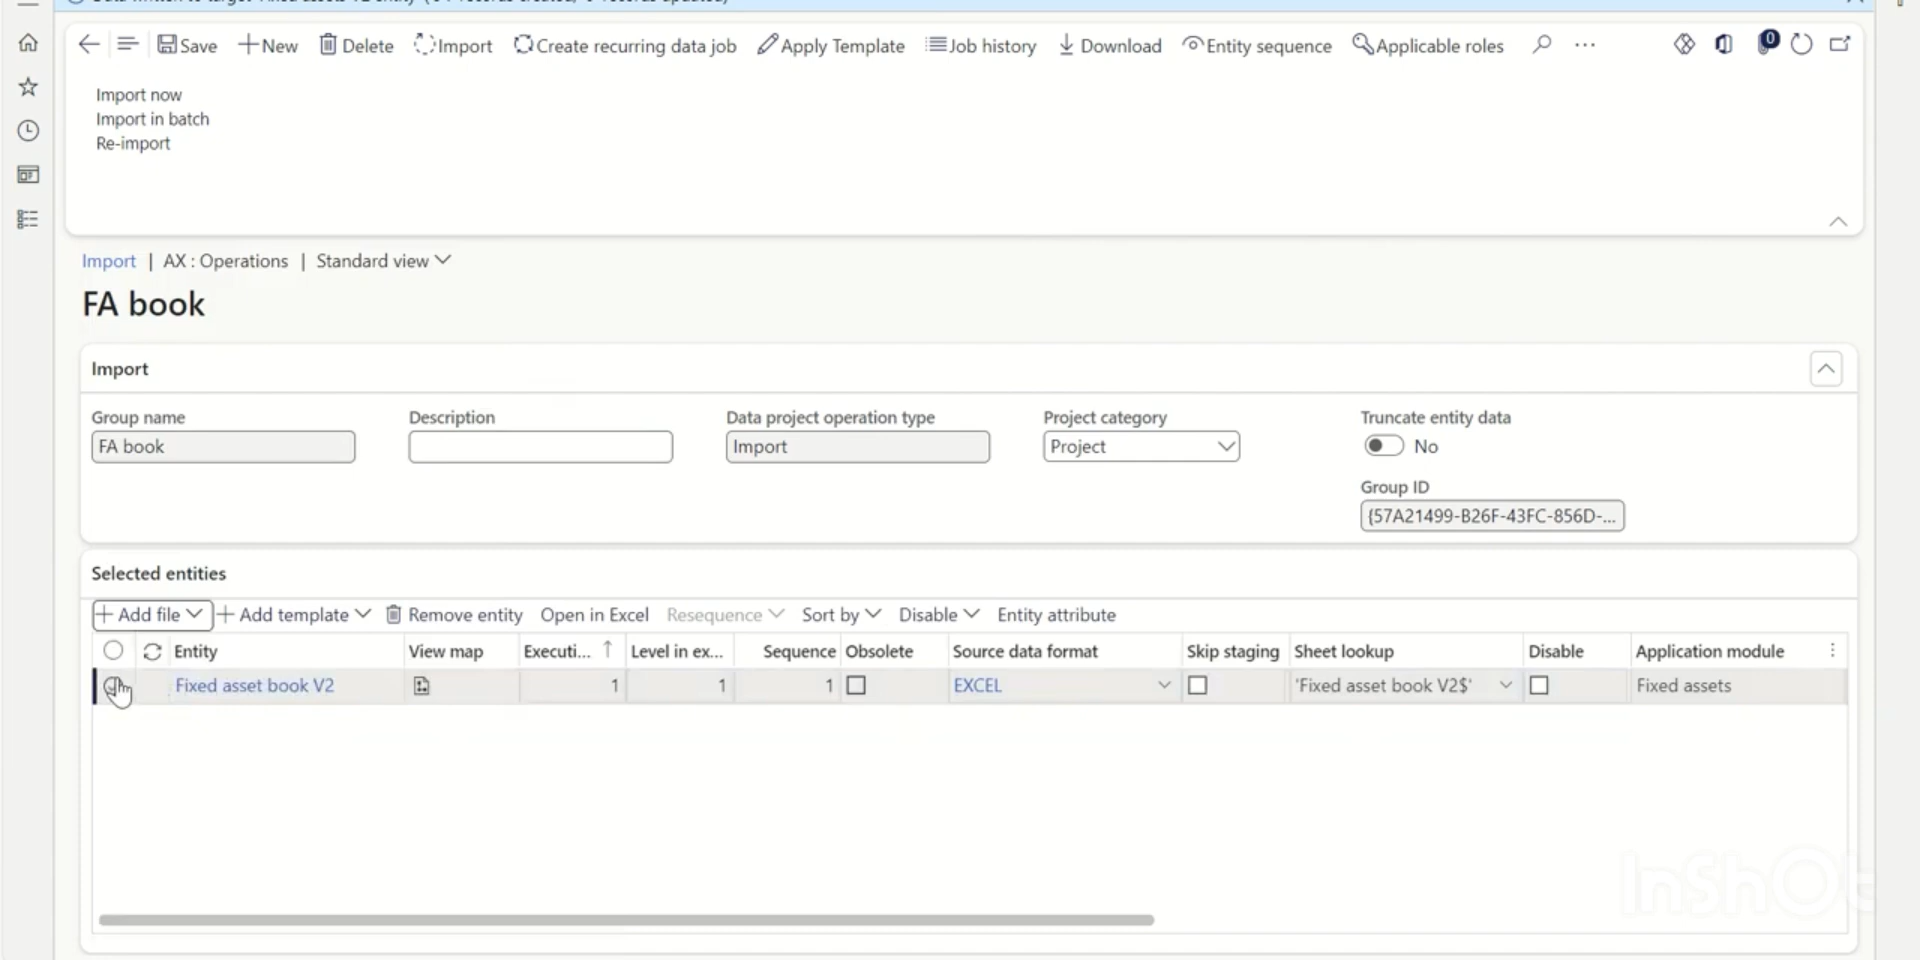 Save New Delete Import Create recurring data job Apply Template Job history Download Entity sequence Applicable roles 0
Import now
Import in batch
Re-import
Import | AX : Operations | Standard view
FA book
Import
Group name Description Data project operation type Project category Truncate entity data
FA book Import Project No
Group ID
{57A21499-B26F-43FC-856D-...
Selected entities
Add file Add template Remove entity Open in Excel Resequence Sort by Disable Entity attribute
Entity View map Executi... Level in ex... Sequence Obsolete Source data format Skip staging Sheet lookup Disable Application module
Fixed asset book V2 1 1 1 EXCEL 'Fixed asset book V2$' Fixed assets
InShOt